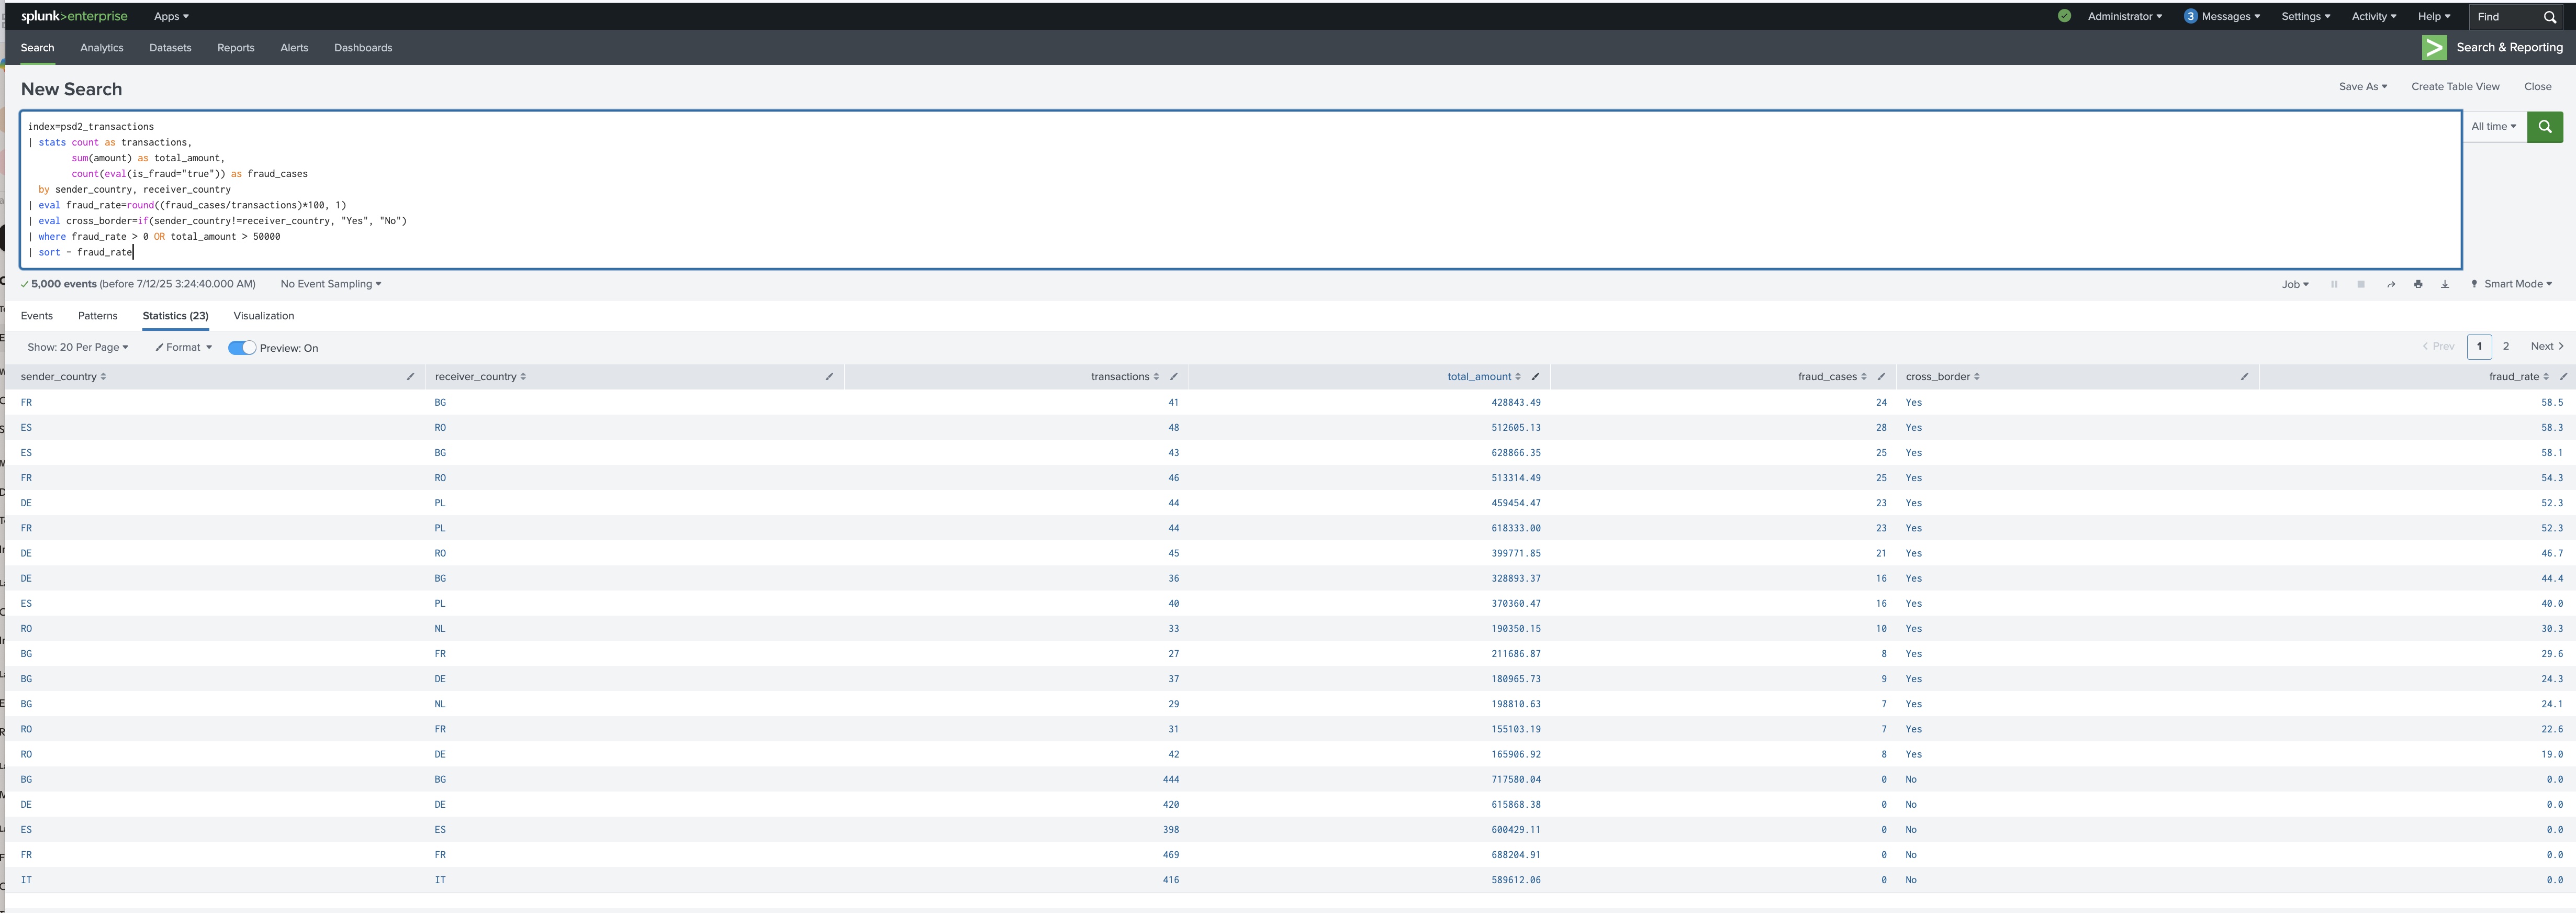 splunk>enterprise Apps Administrator 3 Messages Settings Activity Help Find
Search Analytics Datasets Reports Alerts Dashboards > Search & Reporting
New Search Save As Create Table View Close
index=psd2_transactions All time
| stats count as transactions,
sum(amount) as total_amount,
count(eval(is_fraud="true")) as fraud_cases
by sender_country, receiver_country
| eval fraud_rate=round((fraud_cases/transactions)*100, 1)
| eval cross_border=if(sender_country!=receiver_country, "Yes", "No")
| where fraud_rate > 0 OR total_amount > 50000
| sort - fraud_rate
5,000 events (before 7/12/25 3:24:40.000 AM) No Event Sampling Job Smart Mode
Events Patterns Statistics (23) Visualization
Show: 20 Per Page Format Preview: On < Prev 1 2 Next >
sender_country receiver_country transactions total_amount fraud_cases cross_border fraud_rate
FR BG 41 428843.49 24 Yes 58.5
ES RO 48 512605.13 28 Yes 58.3
ES BG 43 628866.35 25 Yes 58.1
FR RO 46 513314.49 25 Yes 54.3
DE PL 44 459454.47 23 Yes 52.3
FR PL 44 618333.00 23 Yes 52.3
DE RO 45 399771.85 21 Yes 46.7
DE BG 36 328893.37 16 Yes 44.4
ES PL 40 370360.47 16 Yes 40.0
RO NL 33 190350.15 10 Yes 30.3
BG FR 27 211686.87 8 Yes 29.6
BG DE 37 180965.73 9 Yes 24.3
BG NL 29 198810.63 7 Yes 24.1
RO FR 31 155103.19 7 Yes 22.6
RO DE 42 165906.92 8 Yes 19.0
BG BG 444 717580.04 0 No 0.0
DE DE 420 615868.38 0 No 0.0
ES ES 398 600429.11 0 No 0.0
FR FR 469 688204.91 0 No 0.0
IT IT 416 589612.06 0 No 0.0